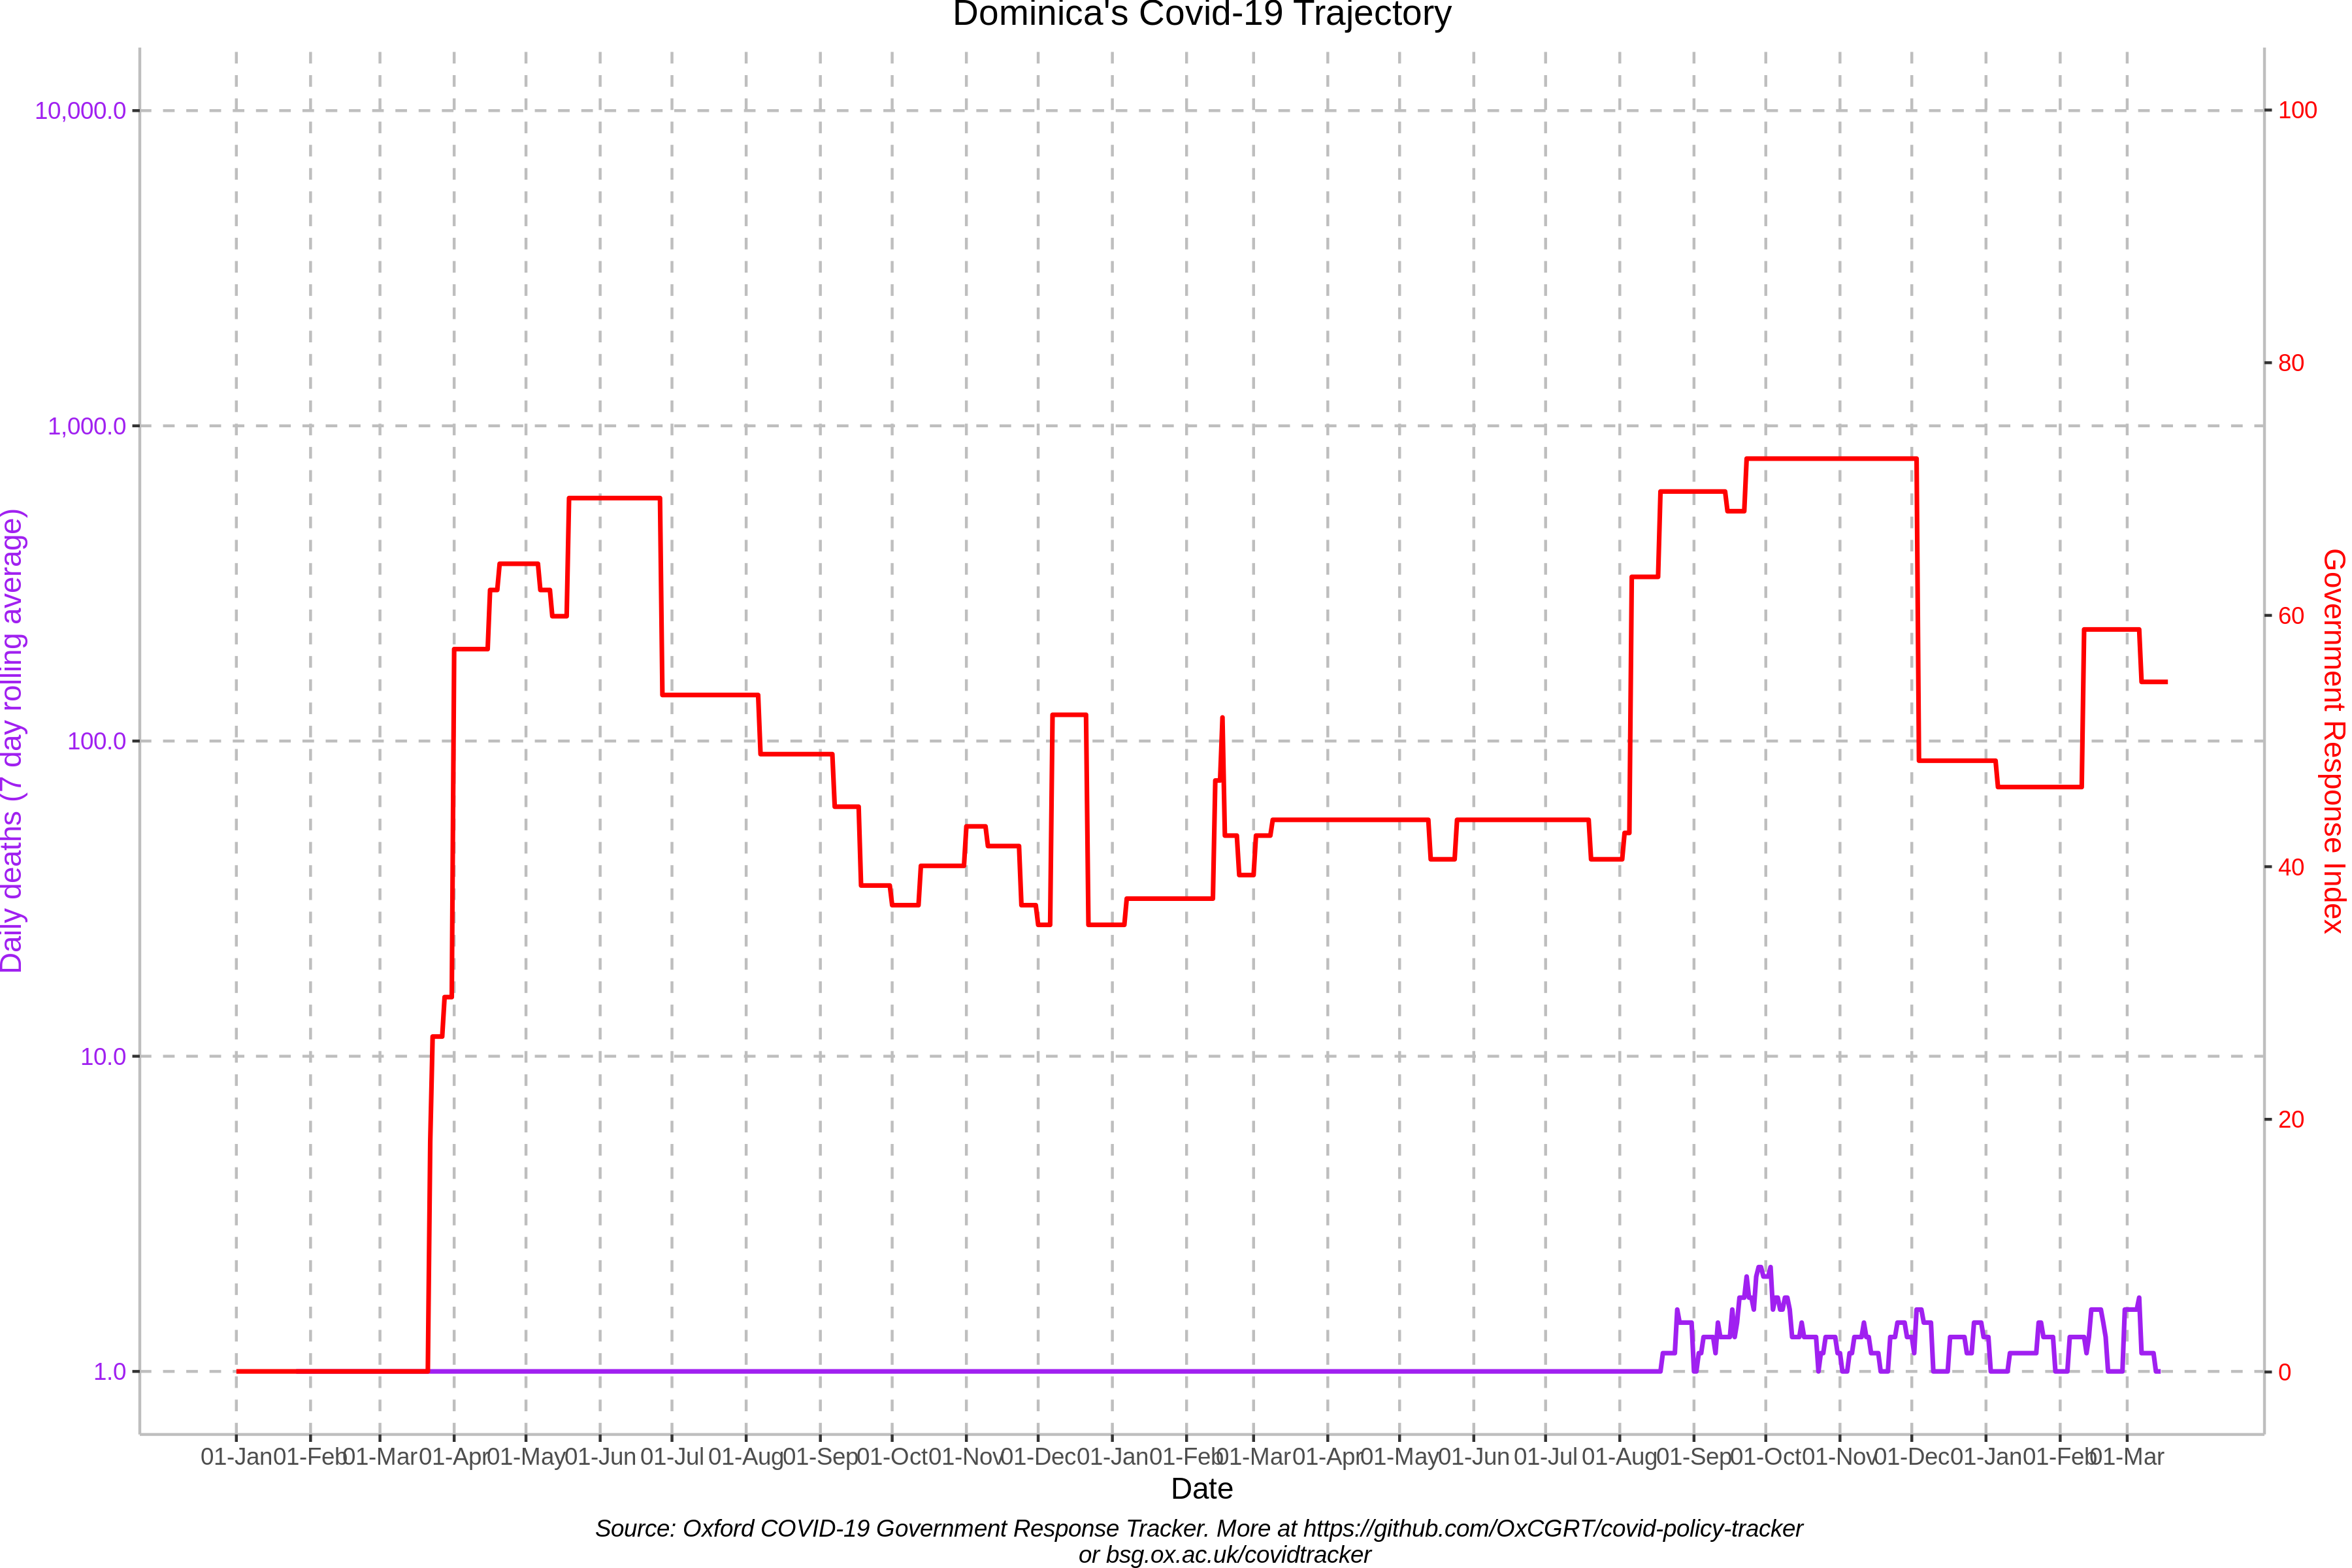 Dominica's Covid-19 Trajectory
10,000.0
1,000.0
100.0
10.0
1.0
Daily deaths (7 day rolling average)
100
80
60
40
20
0
Government Response Index
01-Jan 01-Feb 01-Mar 01-Apr 01-May 01-Jun 01-Jul 01-Aug 01-Sep 01-Oct 01-Nov 01-Dec 01-Jan 01-Feb 01-Mar 01-Apr 01-May 01-Jun 01-Jul 01-Aug 01-Sep 01-Oct 01-Nov 01-Dec 01-Jan 01-Feb 01-Mar
Date
Source: Oxford COVID-19 Government Response Tracker. More at https://github.com/OxCGRT/covid-policy-tracker
or bsg.ox.ac.uk/covidtracker